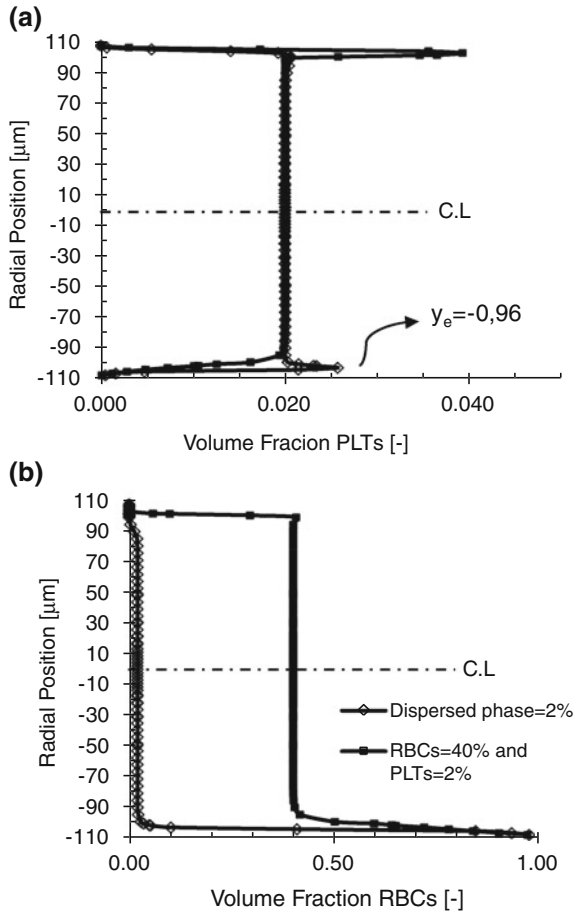 (a)
110
90
70
50
30
10
-10
-30
-50
-70
-90
-110
Radial Position [µm]
C.L
yₑ=-0,96
0.000
0.020
0.040
Volume Fracion PLTs [-]
(b)
110
90
70
50
30
10
-10
-30
-50
-70
-90
-110
Radial Position [µm]
C.L
Dispersed phase=2%
RBCs=40% and
PLTs=2%
0.00
0.50
1.00
Volume Fraction RBCs [-]